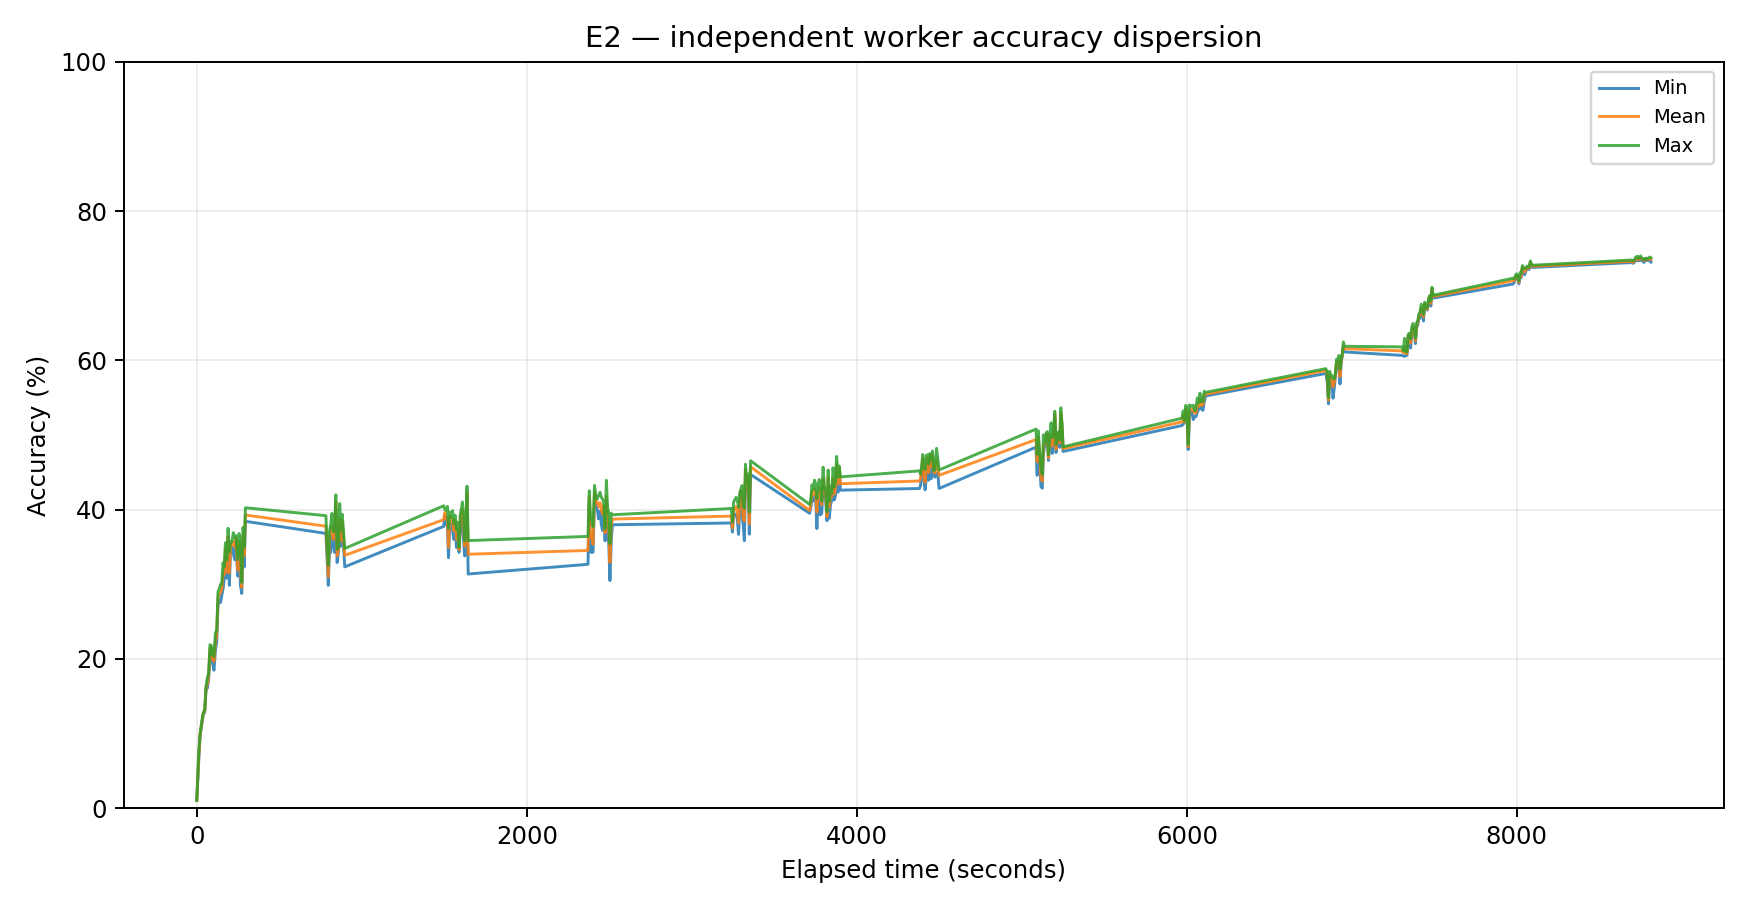 E2 — independent worker accuracy dispersion
100
80
60
40
20
0
Accuracy (%)
Min
Mean
Max
0 2000 4000 6000 8000
Elapsed time (seconds)